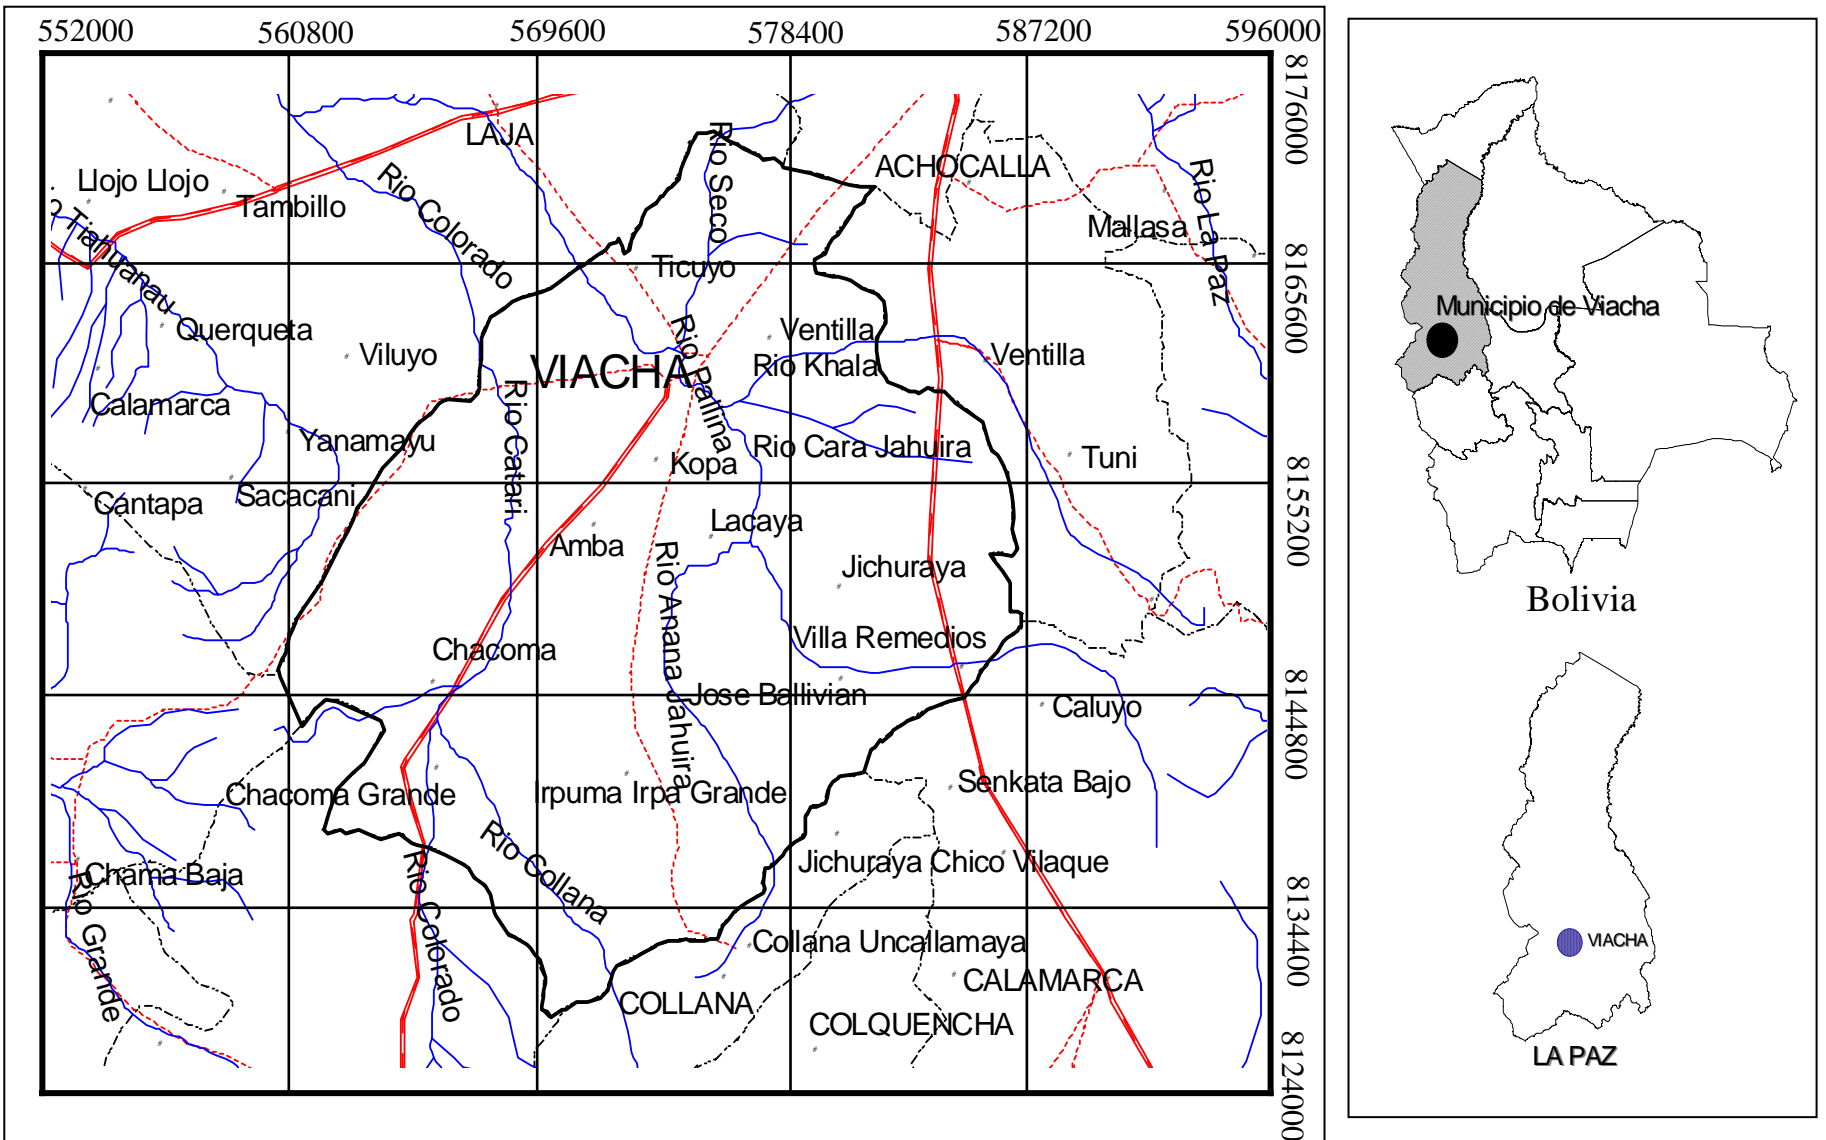 552000 560800 569600 578400 587200 596000
8176000
8165600
8155200
8144800
8134400
8124000
LAJA
Rio Seco
ACHOCALLA
Llojo Llojo
Tambillo
Rio Colorado
Rio La Paz
Mallasa
o Tiahuanau
Ticuyo
Querqueta
Viluyo
VIACHA
Rio Pallina
Ventilla
Rio Khala
Ventilla
Calamarca
Yanamayu
Rio Catari
Kopa
Rio Cara Jahuira
Tuni
Cantapa
Sacacani
Lacaya
Amba
Rio Anana Jahuira
Jichuraya
Chacoma
Villa Remedios
Jose Ballivian
Caluyo
Chacoma Grande
Irpuma Irpa Grande
Senkata Bajo
Chama Baja
Rio Grande
Rio Colorado
Rio Collana
Jichuraya Chico Vilaque
Collana Uncallamaya
COLLANA
CALAMARCA
COLQUENCHA
Municipio de Viacha
Bolivia
VIACHA
LA PAZ